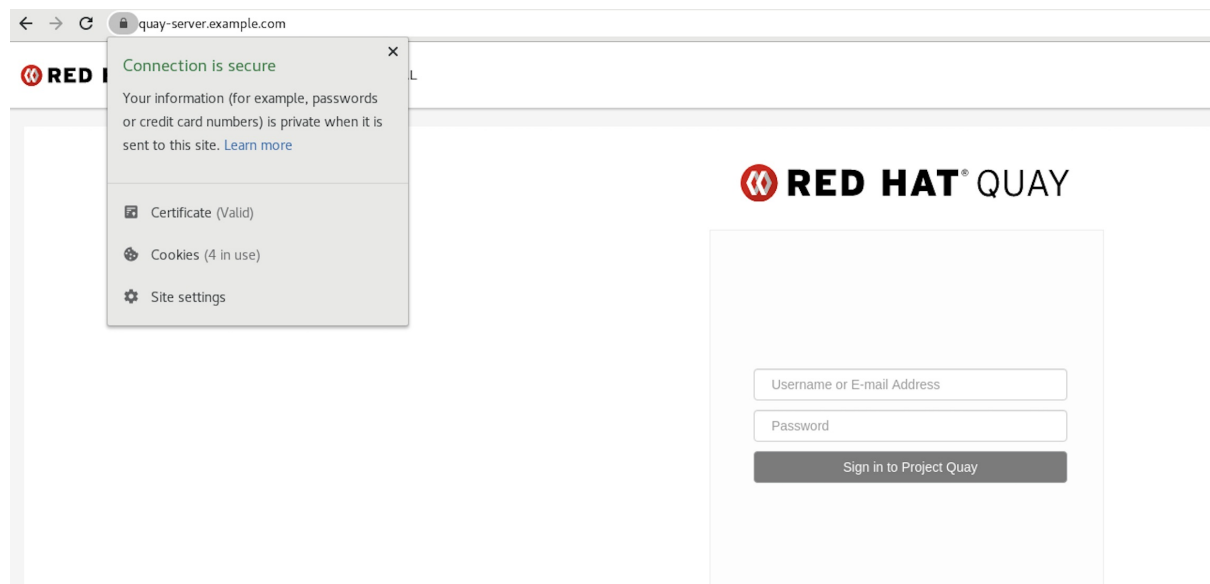 quay-server.example.com
Connection is secure
Your information (for example, passwords
or credit card numbers) is private when it is
sent to this site. Learn more
Certificate (Valid)
Cookies (4 in use)
Site settings
RED
RED HAT® QUAY
Username or E-mail Address
Password
Sign in to Project Quay